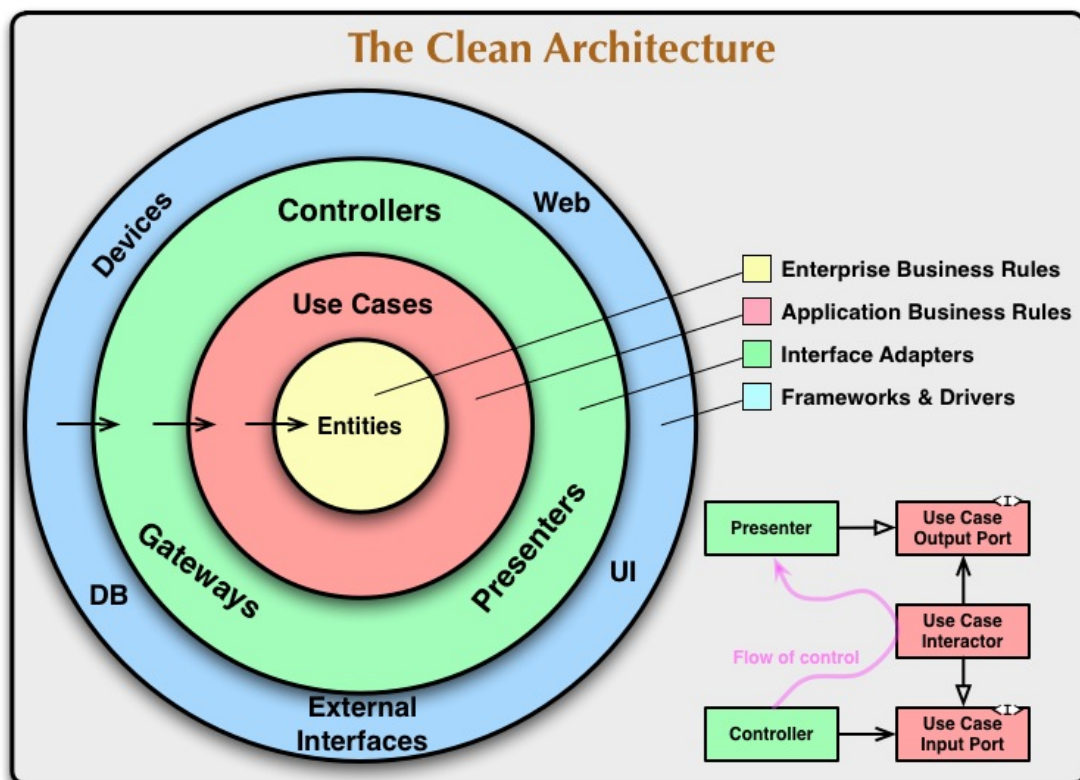 The Clean Architecture
Devices
Controllers
Web
Use Cases
Entities
Gateways
Presenters
DB
UI
External
Interfaces
Enterprise Business Rules
Application Business Rules
Interface Adapters
Frameworks & Drivers
Presenter
<I>
Use Case
Output Port
Use Case
Interactor
Flow of control
Controller
<I>
Use Case
Input Port